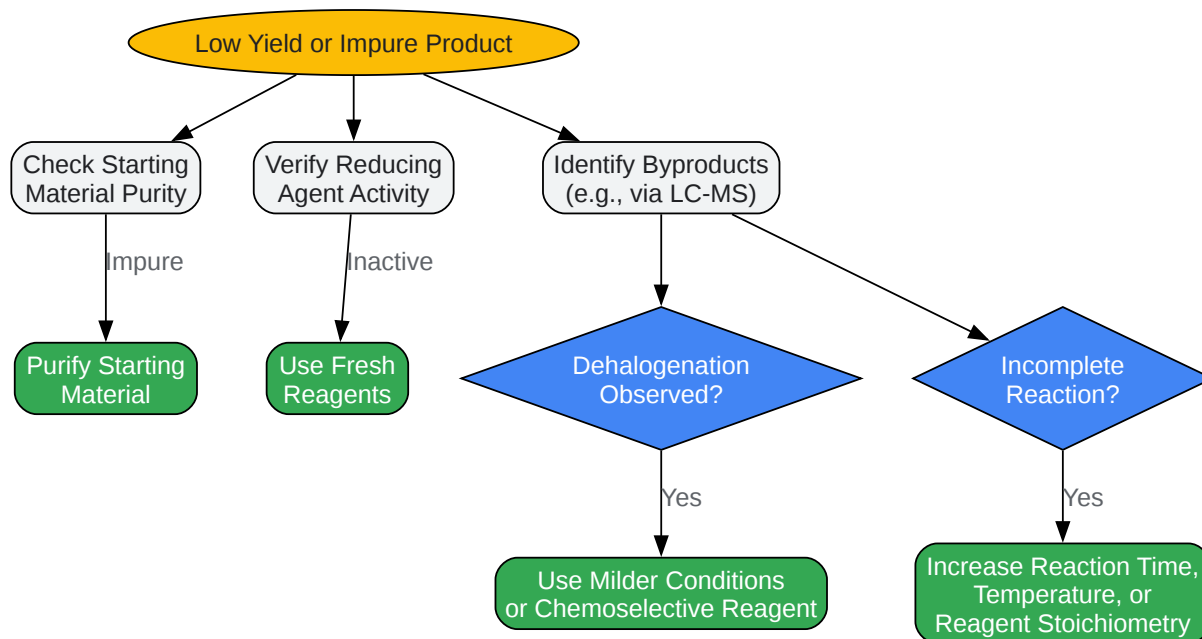 Low Yield or Impure Product
Check Starting
Material Purity
Verify Reducing
Agent Activity
Identify Byproducts
(e.g., via LC-MS)
Impure
Inactive
Purify Starting
Material
Use Fresh
Reagents
Dehalogenation
Observed?
Incomplete
Reaction?
Yes
Yes
Use Milder Conditions
or Chemoselective Reagent
Increase Reaction Time,
Temperature, or
Reagent Stoichiometry